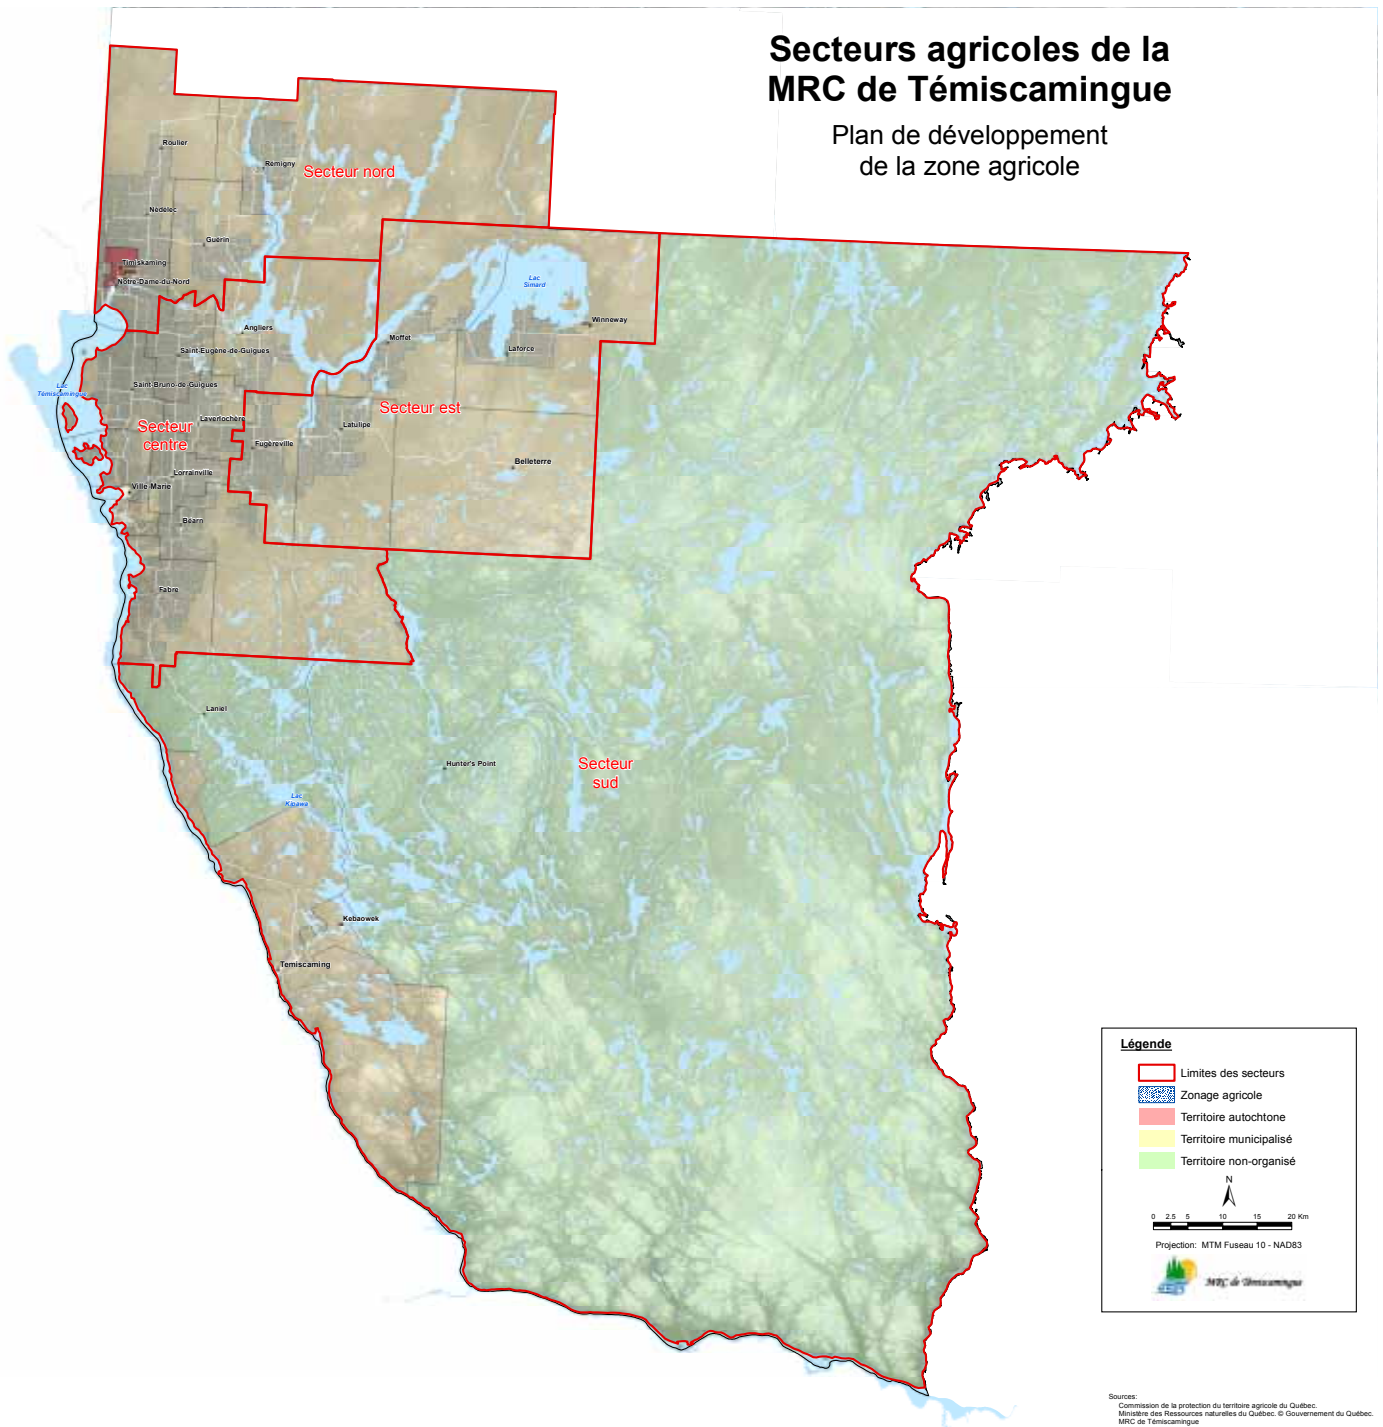 Secteurs agricoles de la
MRC de Témiscamingue
Plan de développement
de la zone agricole
Roulier
Rémigny
Secteur nord
Nédélec
Guérin
Timiskaming
Notre-Dame-du-Nord
Lac
Simard
Winneway
Angliers
Moffet
Laforce
Saint-Eugène-de-Guigues
Lac
Témiscamingue
Saint-Bruno-de-Guigues
Secteur est
Laverlochère
Latulipe
Secteur
centre
Fugèreville
Belleterre
Lorrainville
Ville-Marie
Béarn
Fabre
Laniel
Hunter's Point
Secteur
sud
Lac
Kipawa
Kebaowek
Temiscaming
Légende
Limites des secteurs
Zonage agricole
Territoire autochtone
Territoire municipalisé
Territoire non-organisé
N
0 2.5 5 10 15 20 Km
Projection: MTM Fuseau 10 - NAD83
MRC de Témiscamingue
Sources:
Commission de la protection du territoire agricole du Québec.
Ministère des Ressources naturelles du Québec. © Gouvernement du Québec.
MRC de Témiscamingue